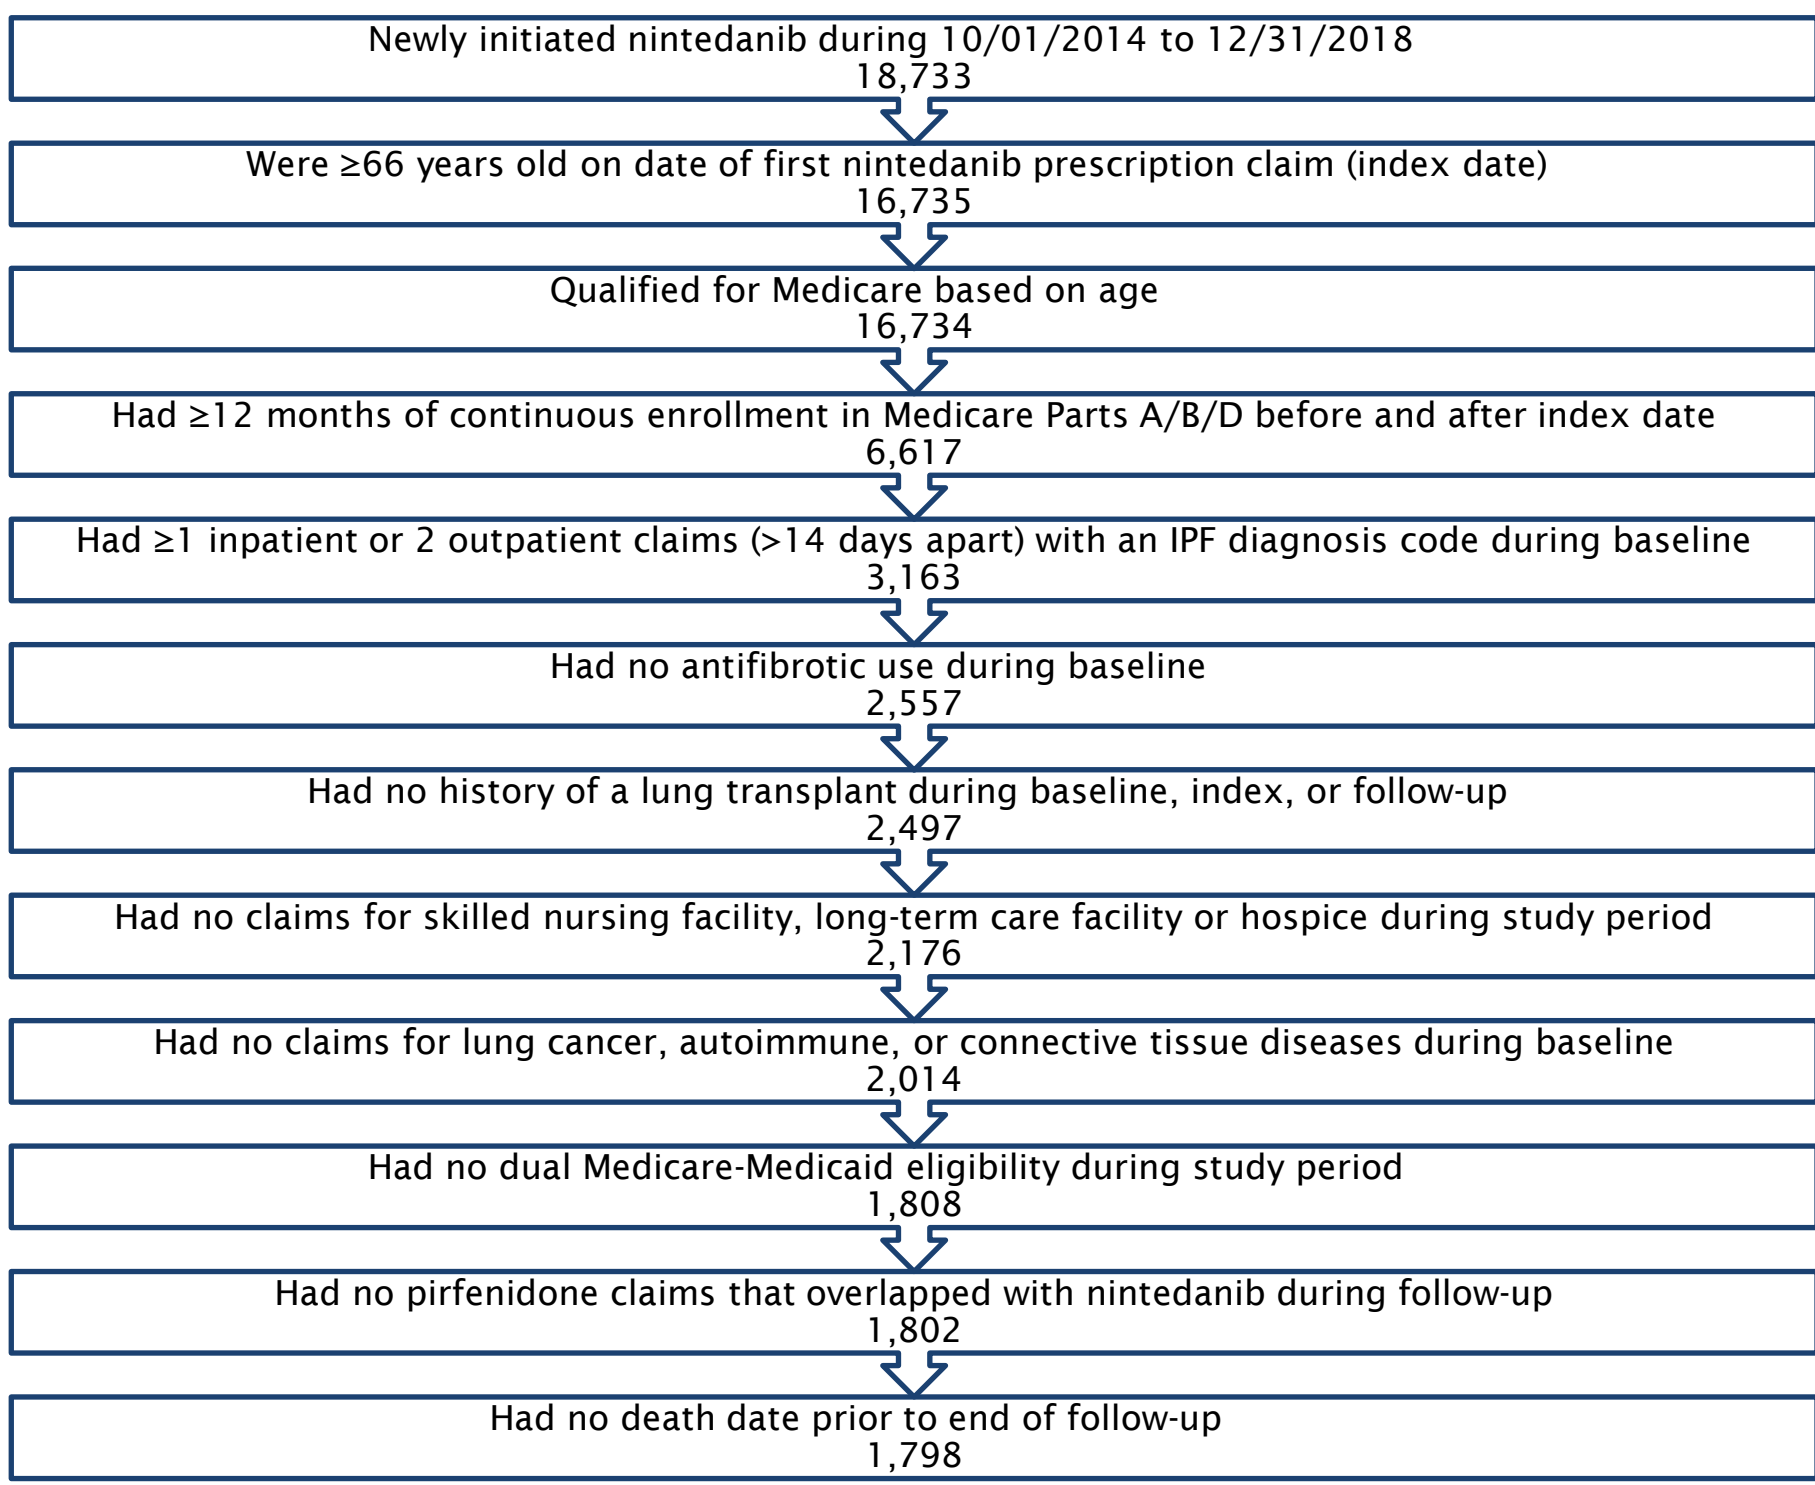 Newly initiated nintedanib during 10/01/2014 to 12/31/2018
18,733
Were ≥66 years old on date of first nintedanib prescription claim (index date)
16,735
Qualified for Medicare based on age
16,734
Had ≥12 months of continuous enrollment in Medicare Parts A/B/D before and after index date
6,617
Had ≥1 inpatient or 2 outpatient claims (>14 days apart) with an IPF diagnosis code during baseline
3,163
Had no antifibrotic use during baseline
2,557
Had no history of a lung transplant during baseline, index, or follow-up
2,497
Had no claims for skilled nursing facility, long-term care facility or hospice during study period
2,176
Had no claims for lung cancer, autoimmune, or connective tissue diseases during baseline
2,014
Had no dual Medicare-Medicaid eligibility during study period
1,808
Had no pirfenidone claims that overlapped with nintedanib during follow-up
1,802
Had no death date prior to end of follow-up
1,798